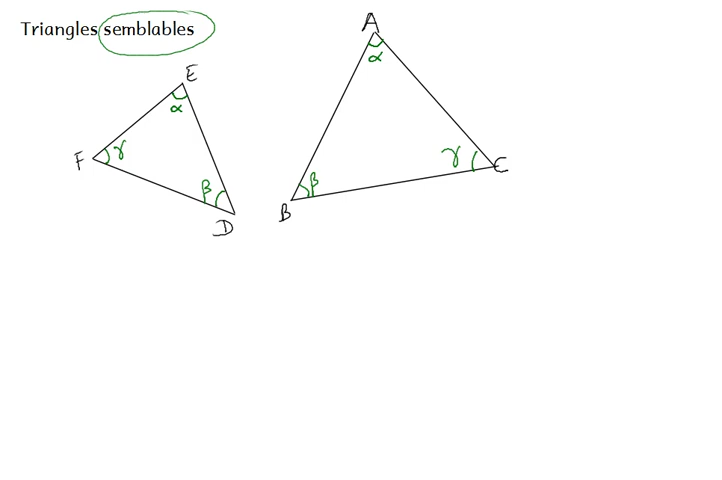 Triangles semblables
A
α
E
α
F γ
γ C
β
β
B
D